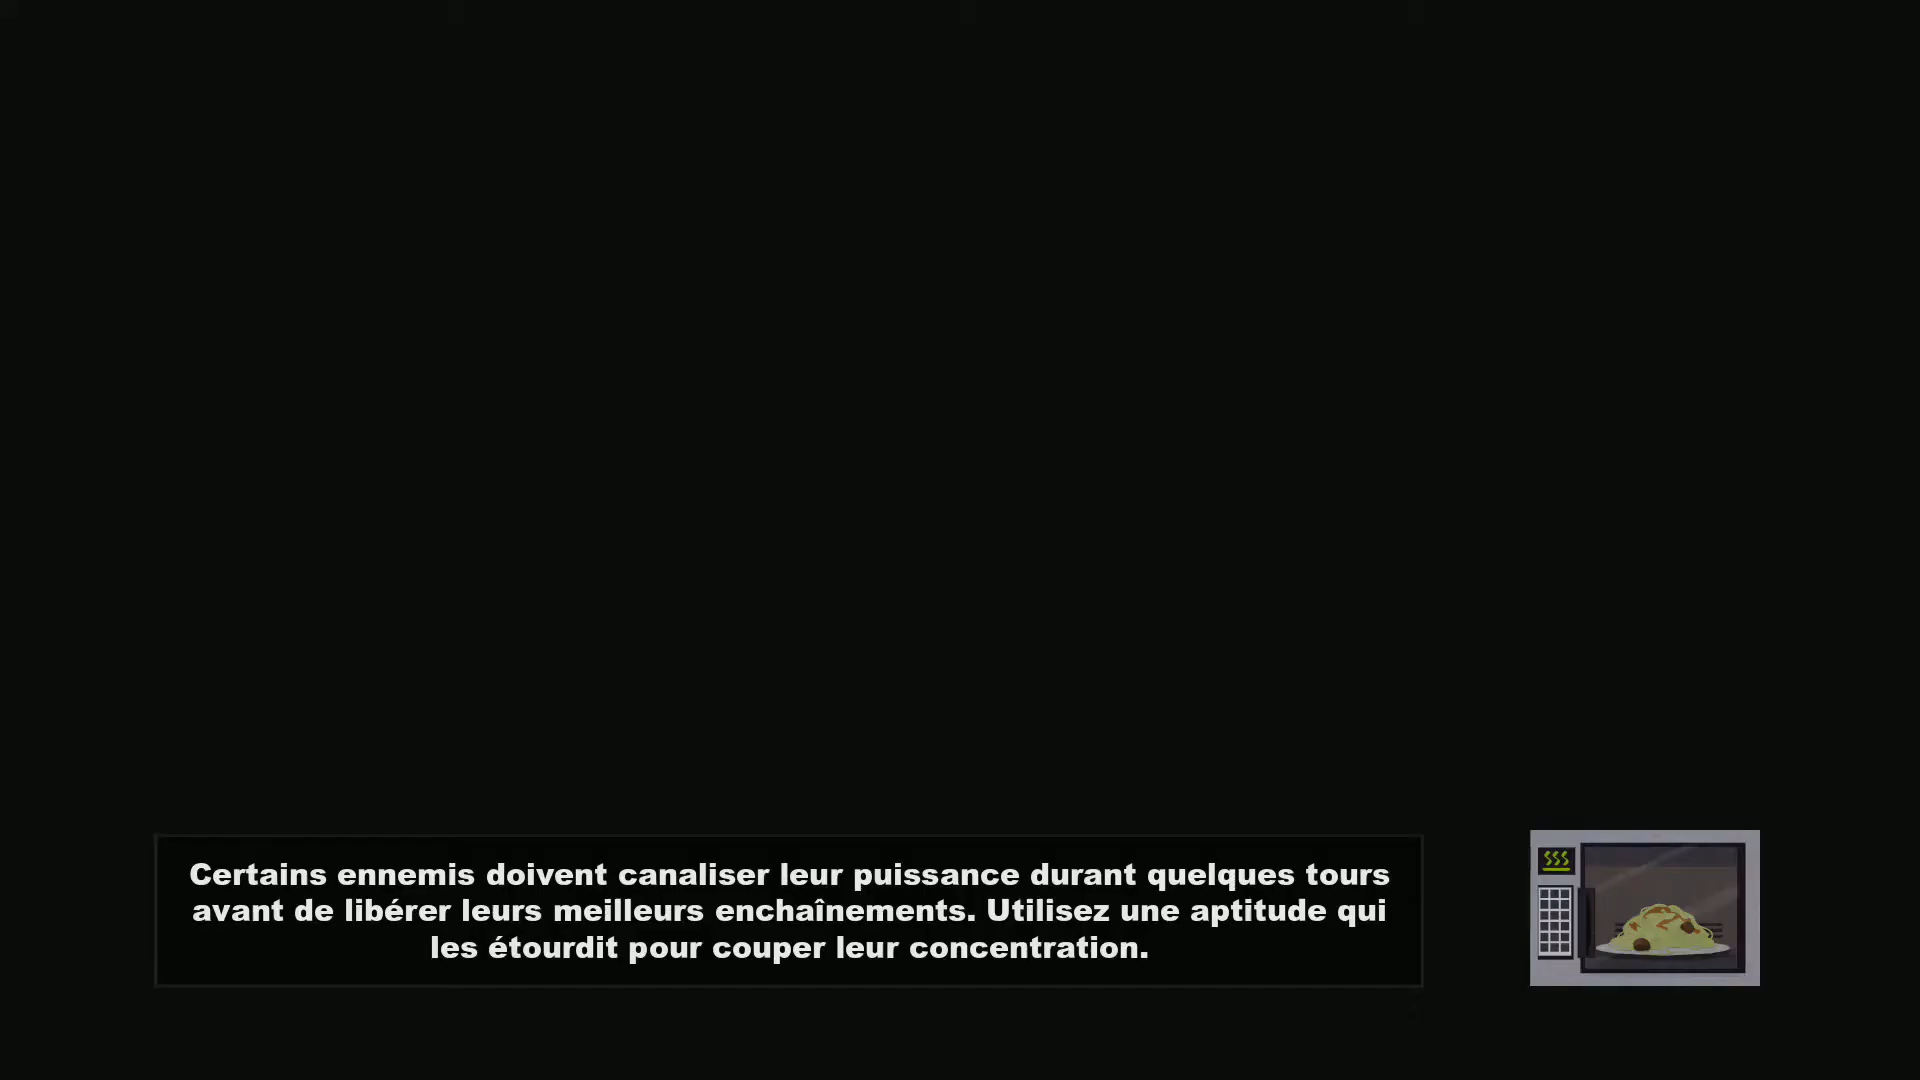 Certains ennemis doivent canaliser leur puissance durant quelques tours
avant de libérer leurs meilleurs enchaînements. Utilisez une aptitude qui
les étourdit pour couper leur concentration.